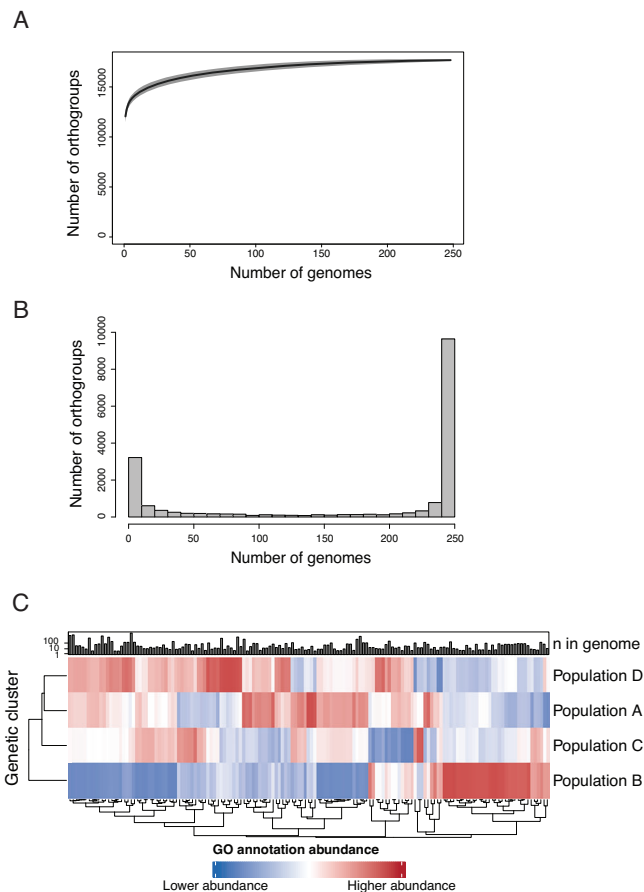 A
Number of orthogroups
15000
10000
5000
0
0 50 100 150 200 250
Number of genomes
B
Number of orthogroups
10000
8000
6000
4000
2000
0
0 50 100 150 200 250
Number of genomes
C
100
10
1
n in genome
Genetic cluster
Population D
Population A
Population C
Population B
GO annotation abundance
Lower abundance Higher abundance